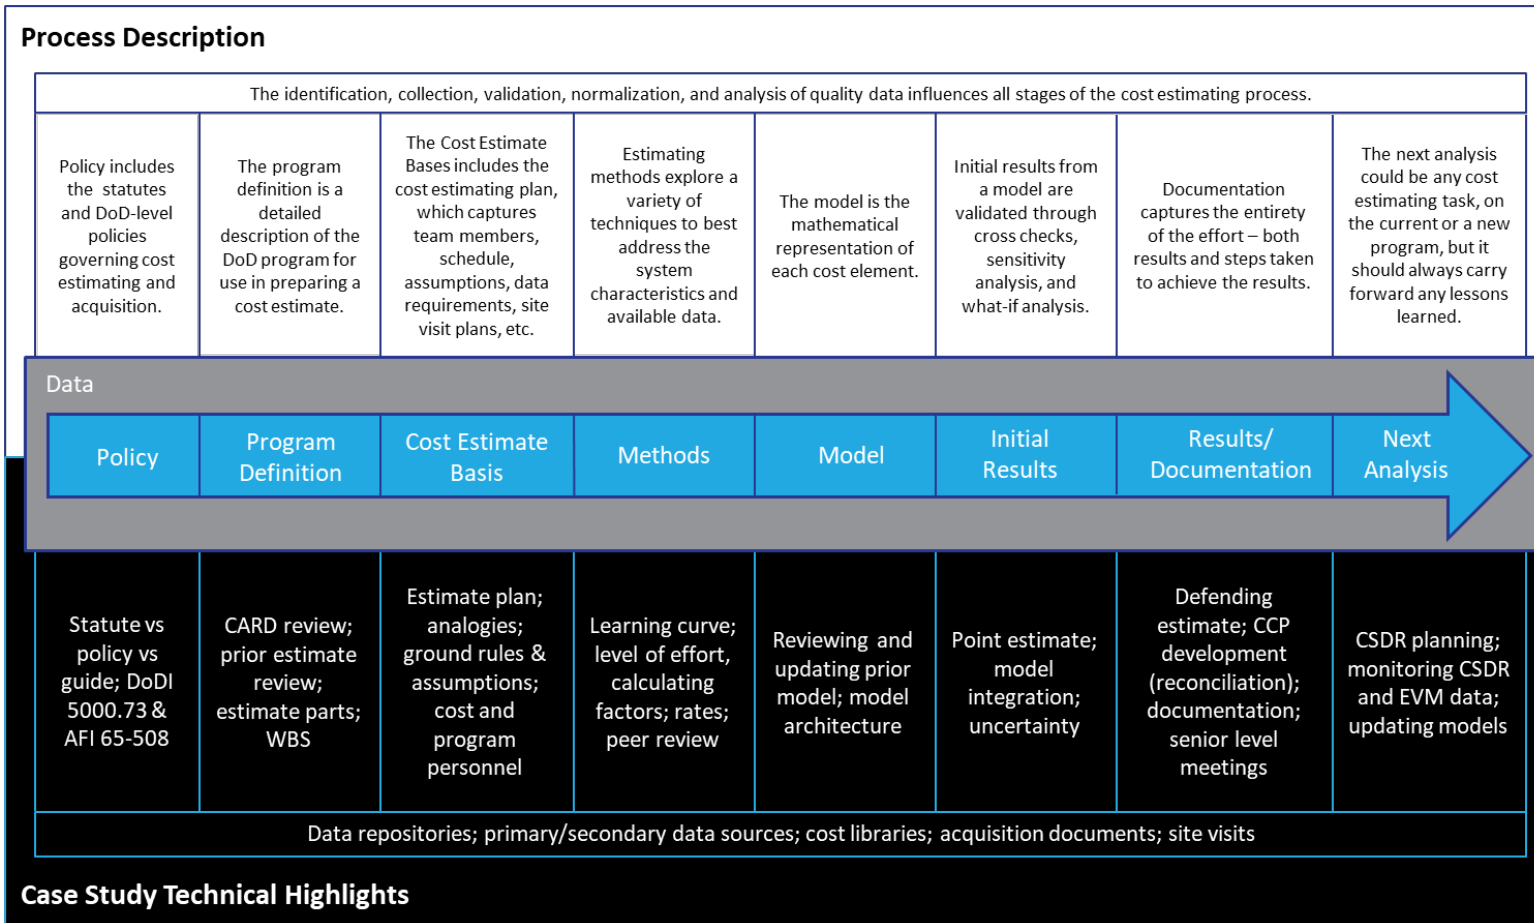 Process Description
The identification, collection, validation, normalization, and analysis of quality data influences all stages of the cost estimating process.
Policy includes
the statutes
and DoD-level
policies
governing cost
estimating and
acquisition.
The program
definition is a
detailed
description of the
DoD program for
use in preparing a
cost estimate.
The Cost Estimate
Bases includes the
cost estimating plan,
which captures
team members,
schedule,
assumptions, data
requirements, site
visit plans, etc.
Estimating
methods explore a
variety of
techniques to best
address the
system
characteristics and
available data.
The model is the
mathematical
representation of
each cost element.
Initial results from
a model are
validated through
cross checks,
sensitivity
analysis, and
what-if analysis.
Documentation
captures the entirety
of the effort – both
results and steps taken
to achieve the results.
The next analysis
could be any cost
estimating task, on
the current or a new
program, but it
should always carry
forward any lessons
learned.
Data
Policy
Program
Definition
Cost Estimate
Basis
Methods
Model
Initial
Results
Results/
Documentation
Next
Analysis
Statute vs
policy vs
guide; DoDI
5000.73 &
AFI 65-508
CARD review;
prior estimate
review;
estimate parts;
WBS
Estimate plan;
analogies;
ground rules &
assumptions;
cost and
program
personnel
Learning curve;
level of effort,
calculating
factors; rates;
peer review
Reviewing and
updating prior
model; model
architecture
Point estimate;
model
integration;
uncertainty
Defending
estimate; CCP
development
(reconciliation);
documentation;
senior level
meetings
CSDR planning;
monitoring CSDR
and EVM data;
updating models
Data repositories; primary/secondary data sources; cost libraries; acquisition documents; site visits
Case Study Technical Highlights